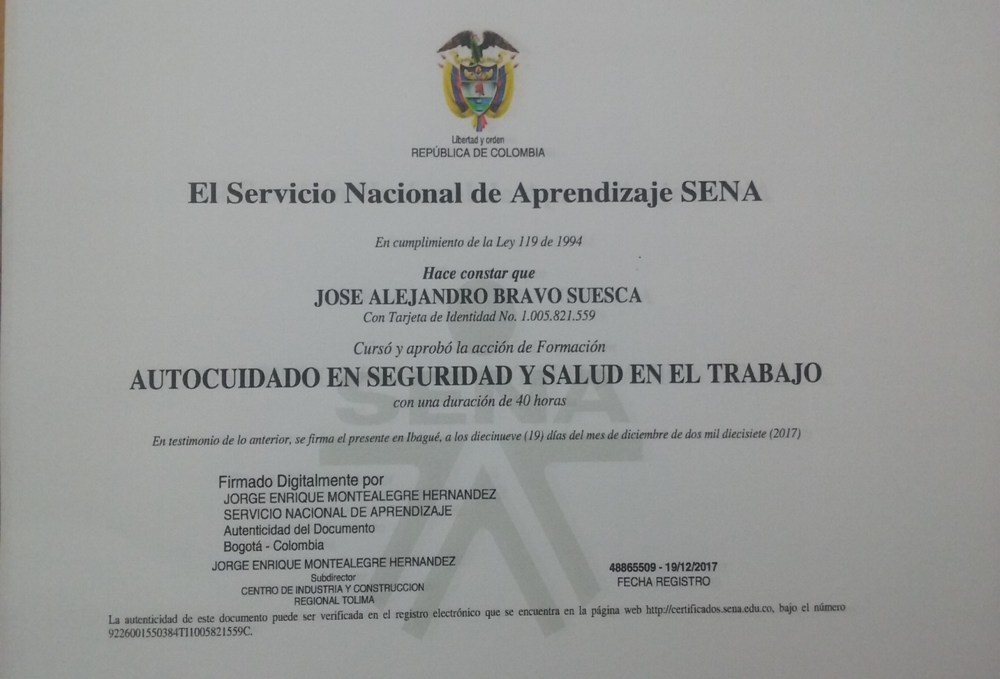 Libertad y orden
REPÚBLICA DE COLOMBIA
El Servicio Nacional de Aprendizaje SENA
En cumplimiento de la Ley 119 de 1994
Hace constar que
JOSE ALEJANDRO BRAVO SUESCA
Con Tarjeta de Identidad No. 1.005.821.559
Cursó y aprobó la acción de Formación
AUTOCUIDADO EN SEGURIDAD Y SALUD EN EL TRABAJO
con una duración de 40 horas
SENA
En testimonio de lo anterior, se firma el presente en Ibagué, a los diecinueve (19) días del mes de diciembre de dos mil diecisiete (2017)
Firmado Digitalmente por
JORGE ENRIQUE MONTEALEGRE HERNANDEZ
SERVICIO NACIONAL DE APRENDIZAJE
Autenticidad del Documento
Bogotá - Colombia
JORGE ENRIQUE MONTEALEGRE HERNANDEZ
Subdirector
CENTRO DE INDUSTRIA Y CONSTRUCCION
REGIONAL TOLIMA
48865509 - 19/12/2017
FECHA REGISTRO
La autenticidad de este documento puede ser verificada en el registro electrónico que se encuentra en la página web http://certificados.sena.edu.co, bajo el número
9226001550384TI1005821559C.